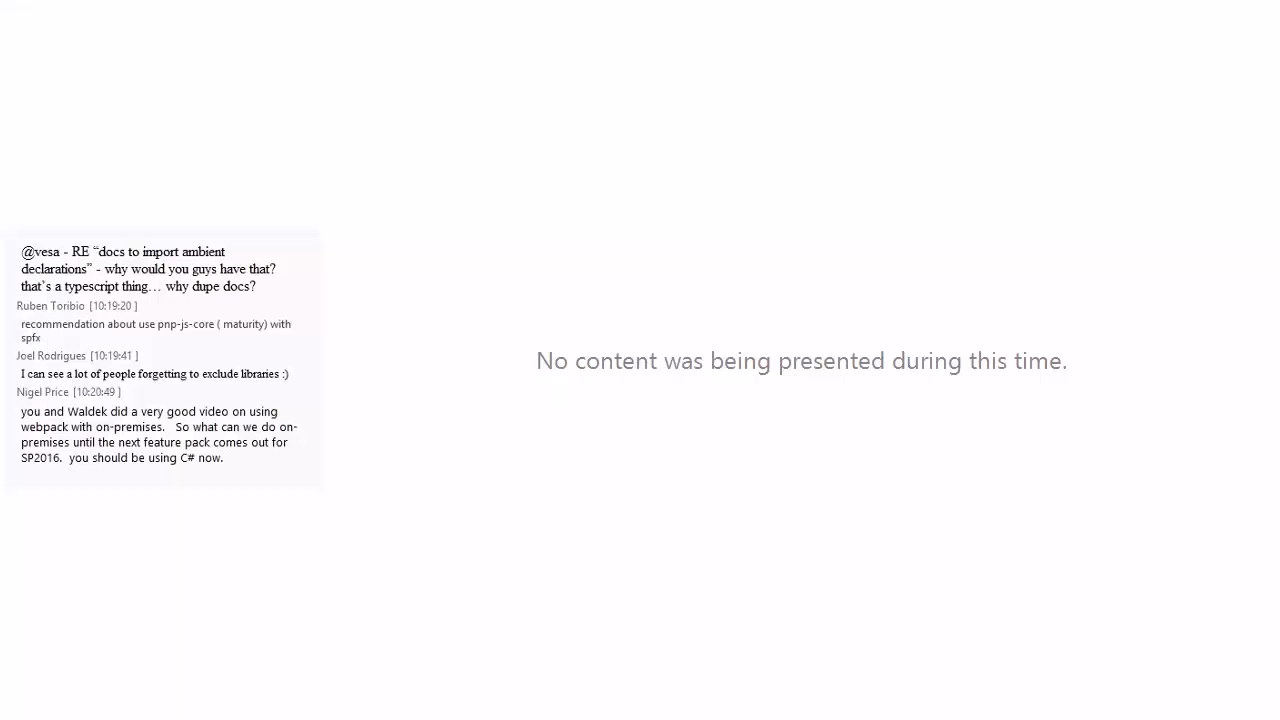 @vesa - RE “docs to import ambient
declarations” - why would you guys have that?
that’s a typescript thing… why dupe docs?
Ruben Toribio [10:19:20 ]
recommendation about use pnp-js-core ( maturity) with
spfx
Joel Rodrigues [10:19:41 ]
I can see a lot of people forgetting to exclude libraries :)
Nigel Price [10:20:49 ]
you and Waldek did a very good video on using
webpack with on-premises.   So what can we do on-
premises until the next feature pack comes out for
SP2016.  you should be using C# now.
No content was being presented during this time.